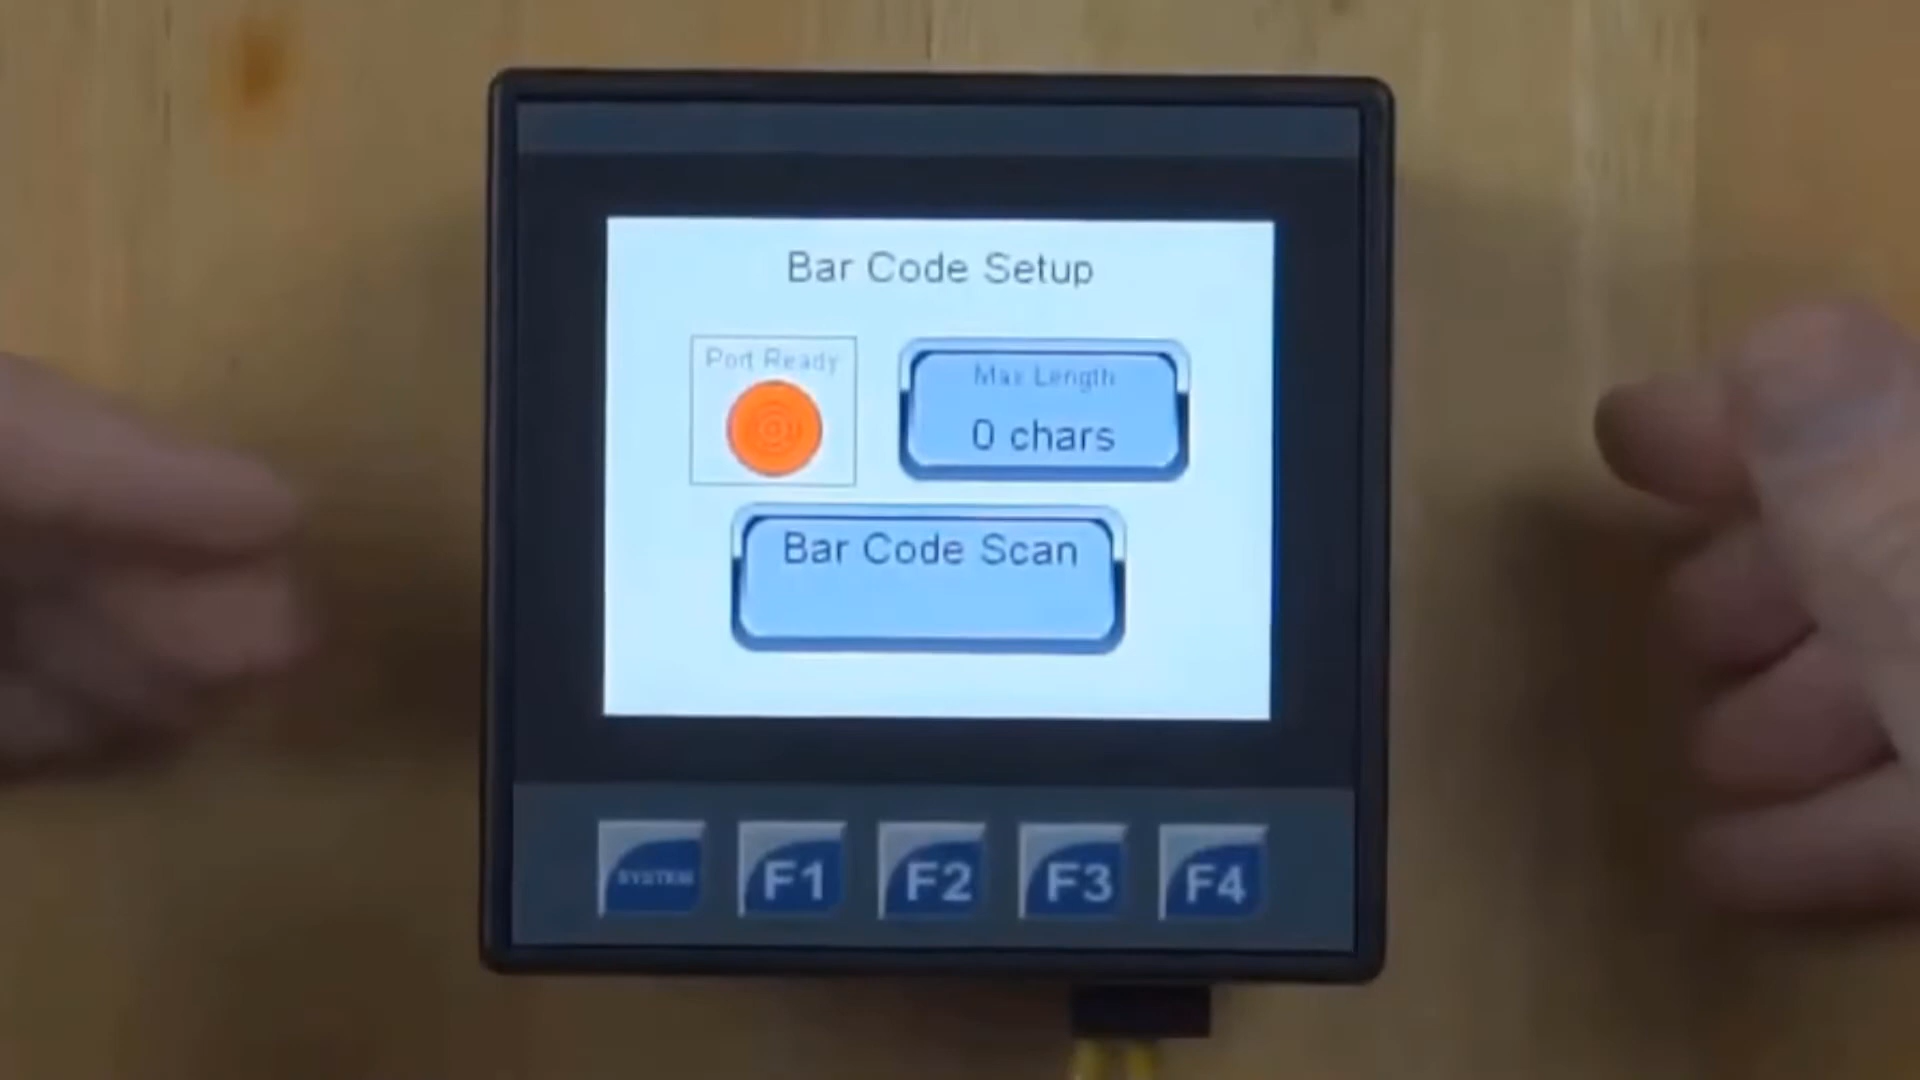 Bar Code Setup
Port Ready
Max Length
0 chars
Bar Code Scan
SYSTEM
F1
F2
F3
F4